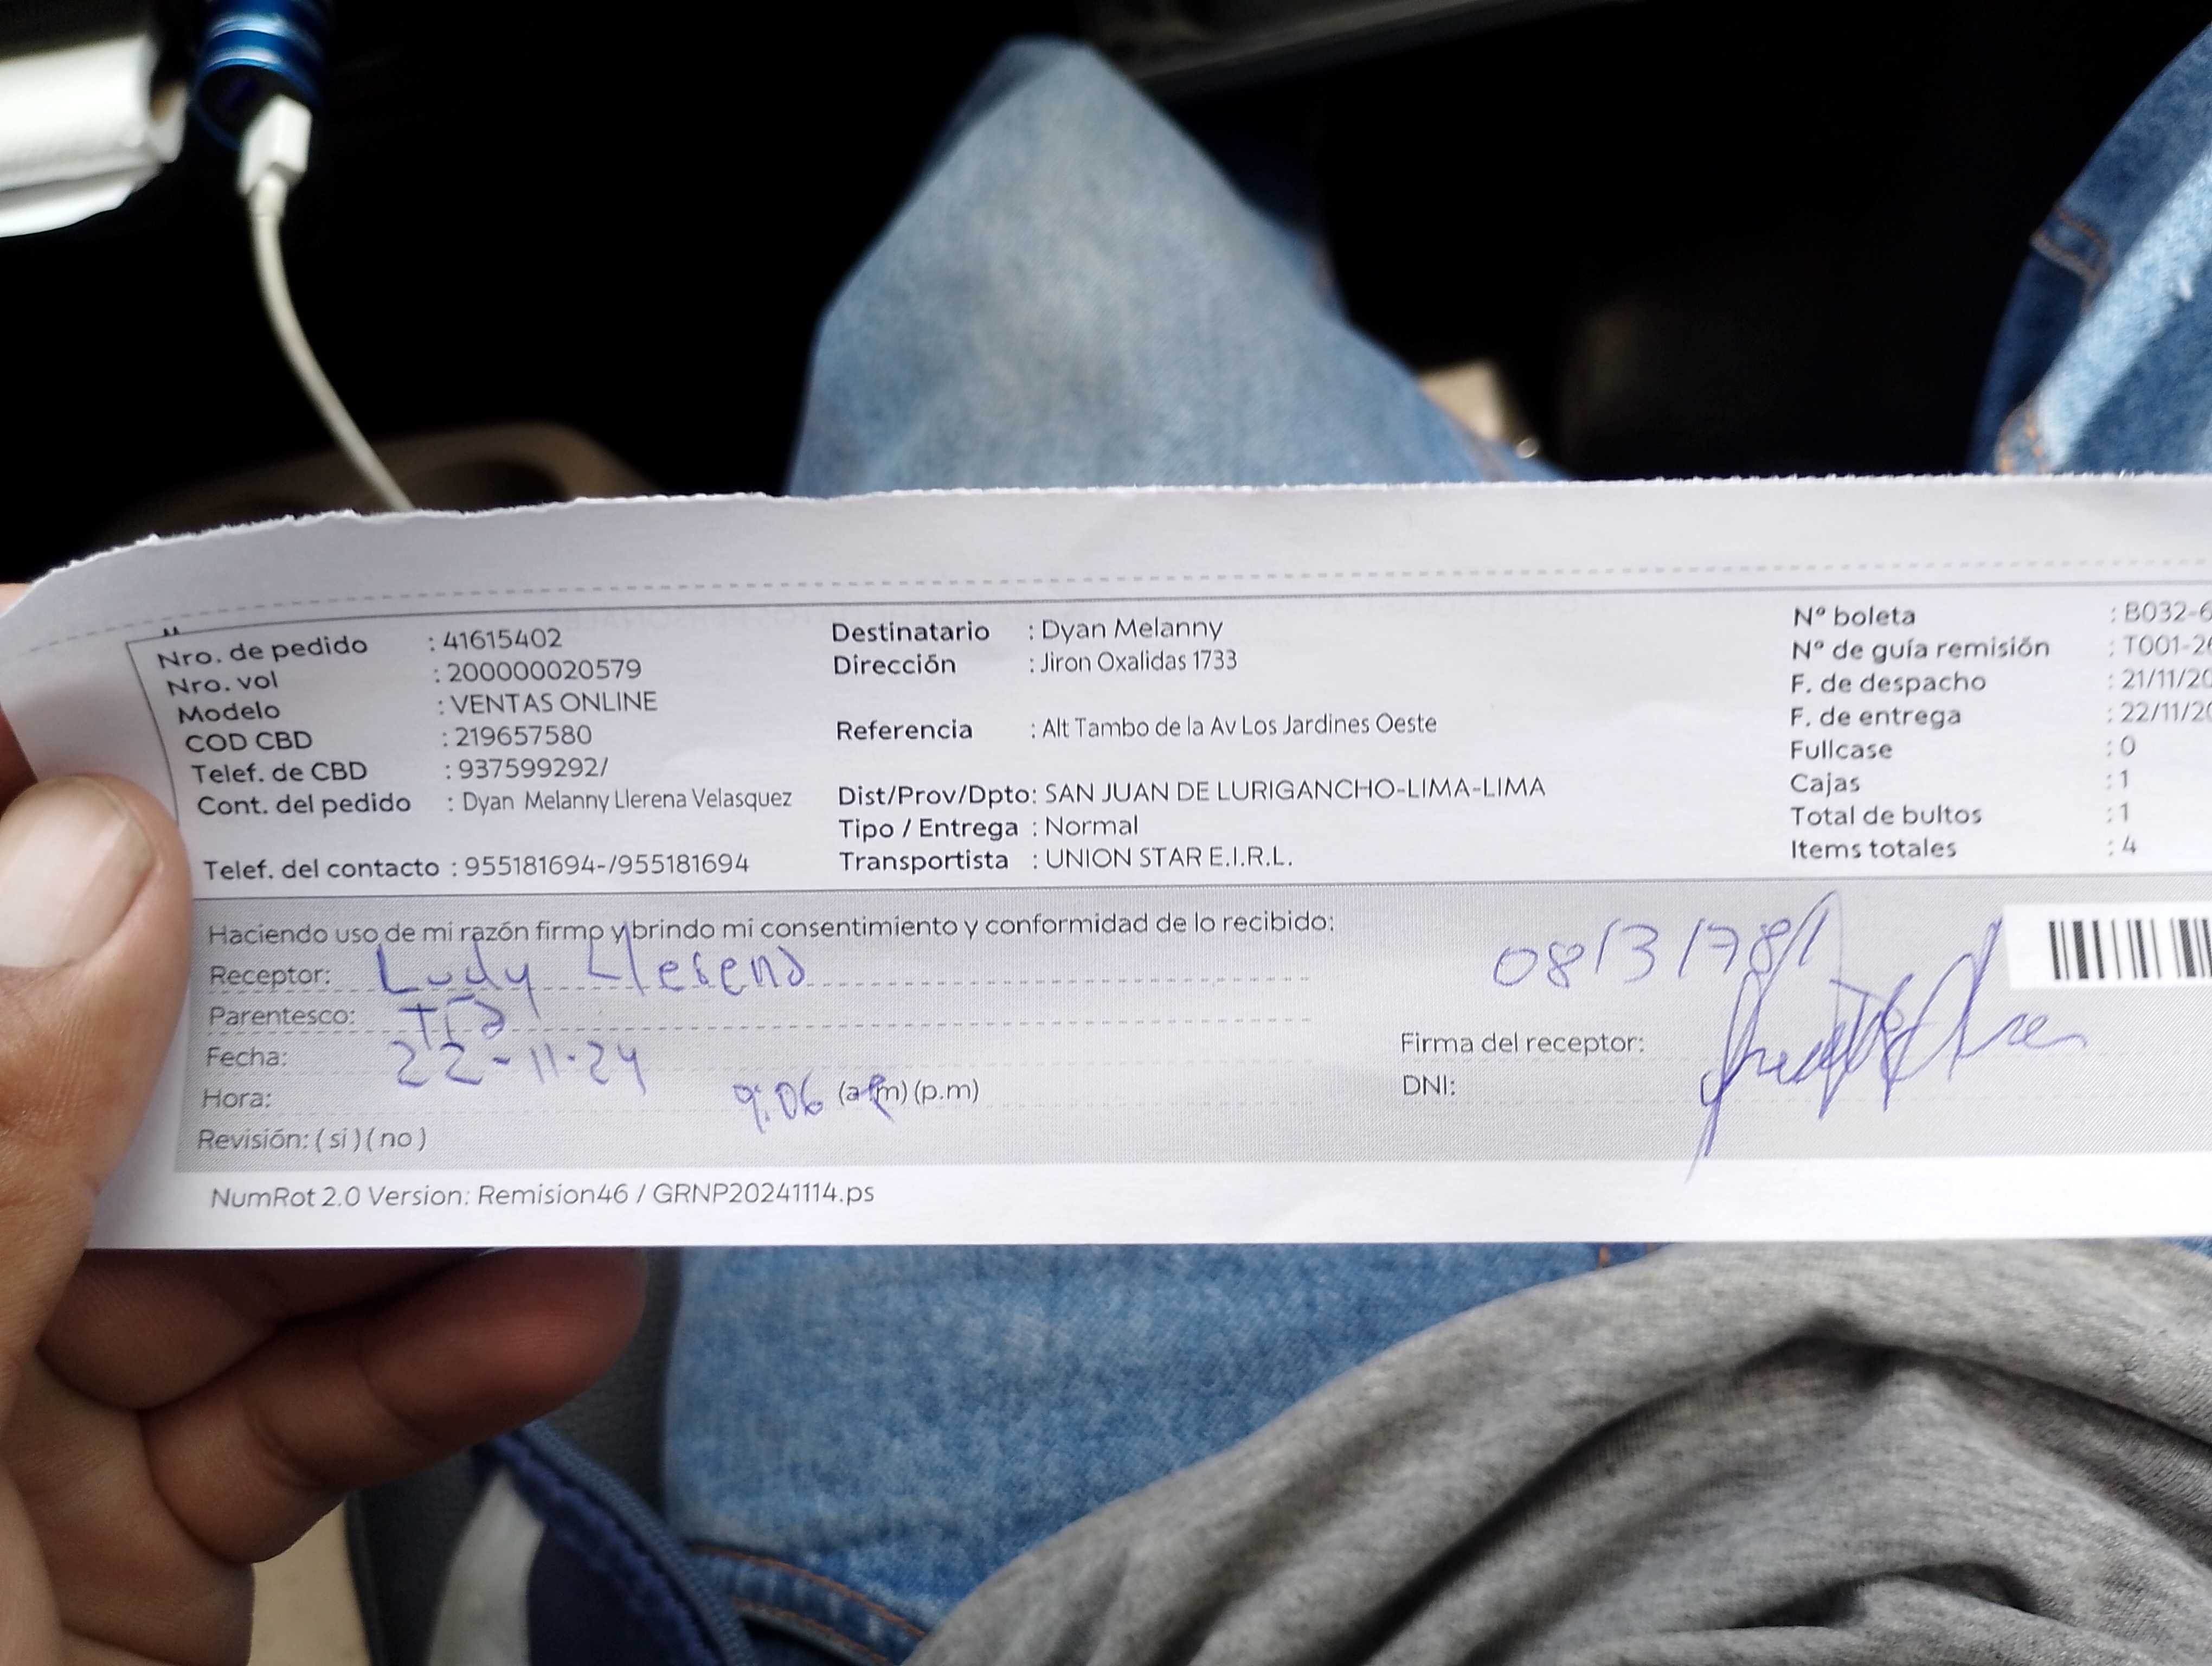 Nro. de pedido : 41615402
Nro. vol : 200000020579
Modelo : VENTAS ONLINE
COD CBD : 219657580
Telef. de CBD : 937599292/
Cont. del pedido : Dyan Melanny Llerena Velasquez
Telef. del contacto : 955181694-/955181694
Destinatario : Dyan Melanny
Dirección : Jiron Oxalidas 1733
Referencia : Alt Tambo de la Av Los Jardines Oeste
Dist/Prov/Dpto: SAN JUAN DE LURIGANCHO-LIMA-LIMA
Tipo / Entrega : Normal
Transportista : UNION STAR E.I.R.L.
Nº boleta : B032-6
Nº de guía remisión : T001-26
F. de despacho : 21/11/20
F. de entrega : 22/11/20
Fullcase : 0
Cajas : 1
Total de bultos : 1
Items totales : 4
Haciendo uso de mi razón firmo y brindo mi consentimiento y conformidad de lo recibido:
Receptor: Ludy Llerena
Parentesco: Tía
Fecha: 22-11-24
Hora: 9:06 (a.m) (p.m)
Revisión: ( si ) ( no )
Firma del receptor:
DNI:
NumRot 2.0 Version: Remision46 / GRNP20241114.ps